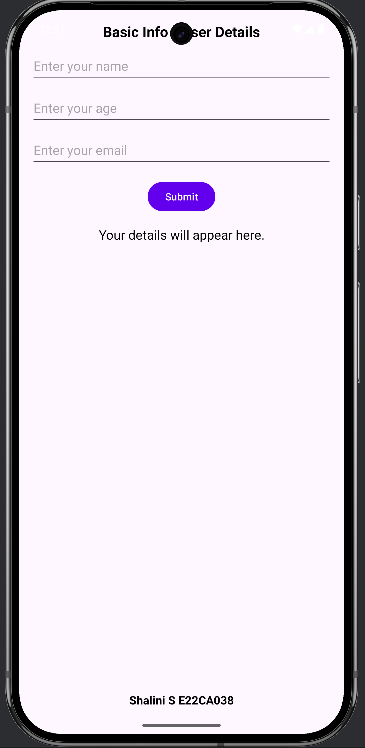 Basic Info ser Details
Enter your name
Enter your age
Enter your email
Submit
Your details will appear here.
Shalini S E22CA038